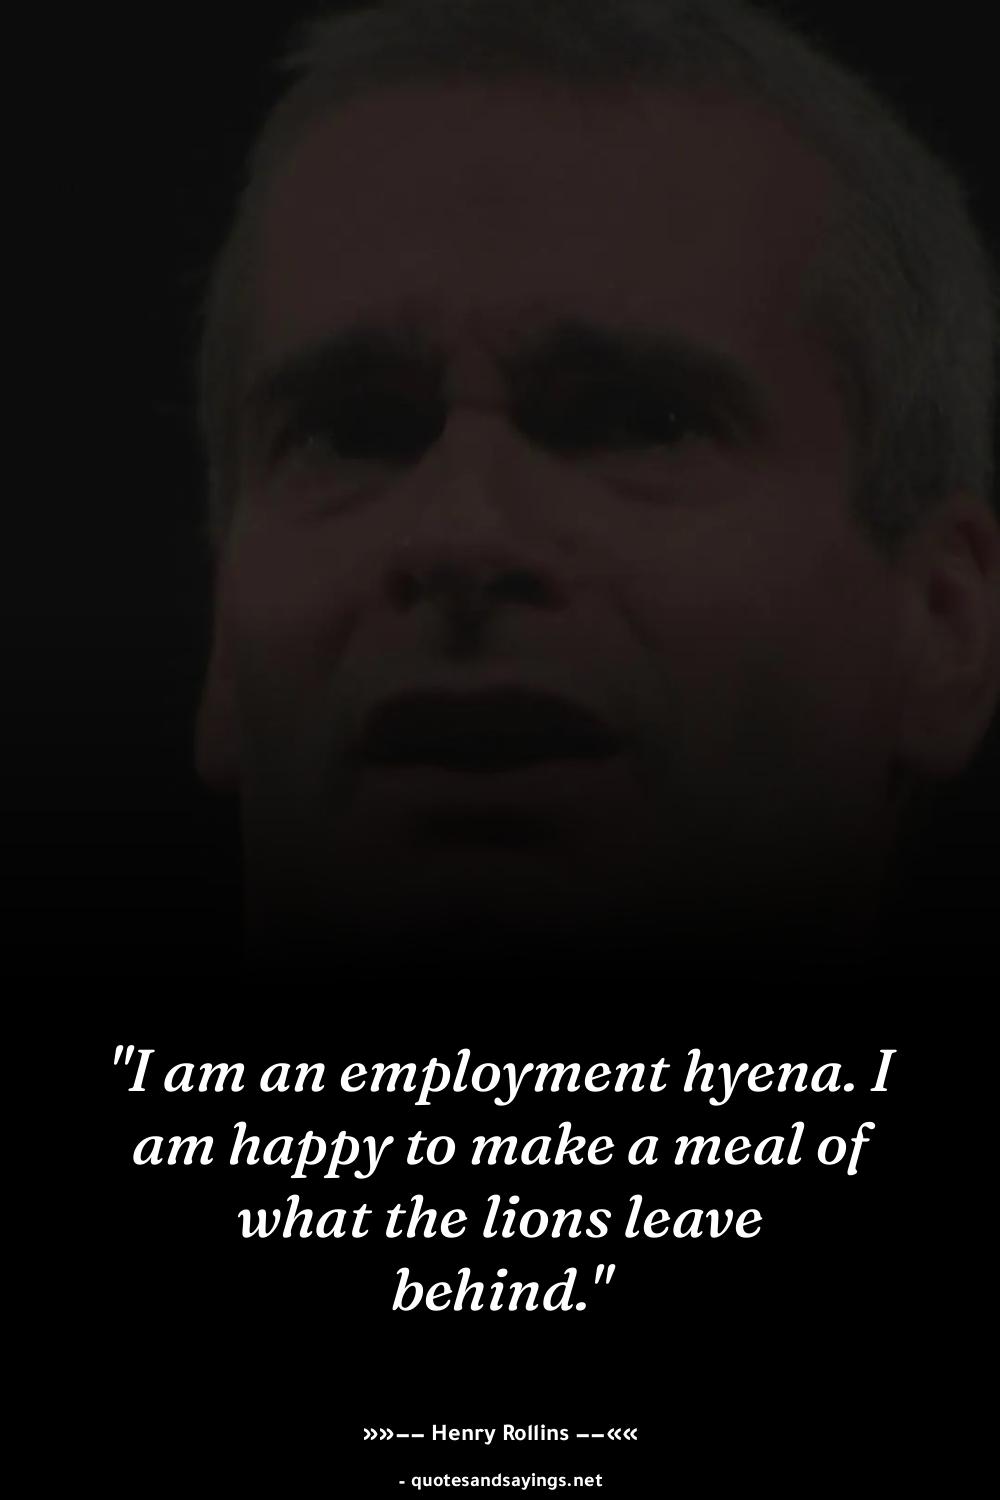 "I am an employment hyena. I
am happy to make a meal of
what the lions leave
behind."
»»–– Henry Rollins ––««
- quotesandsayings.net